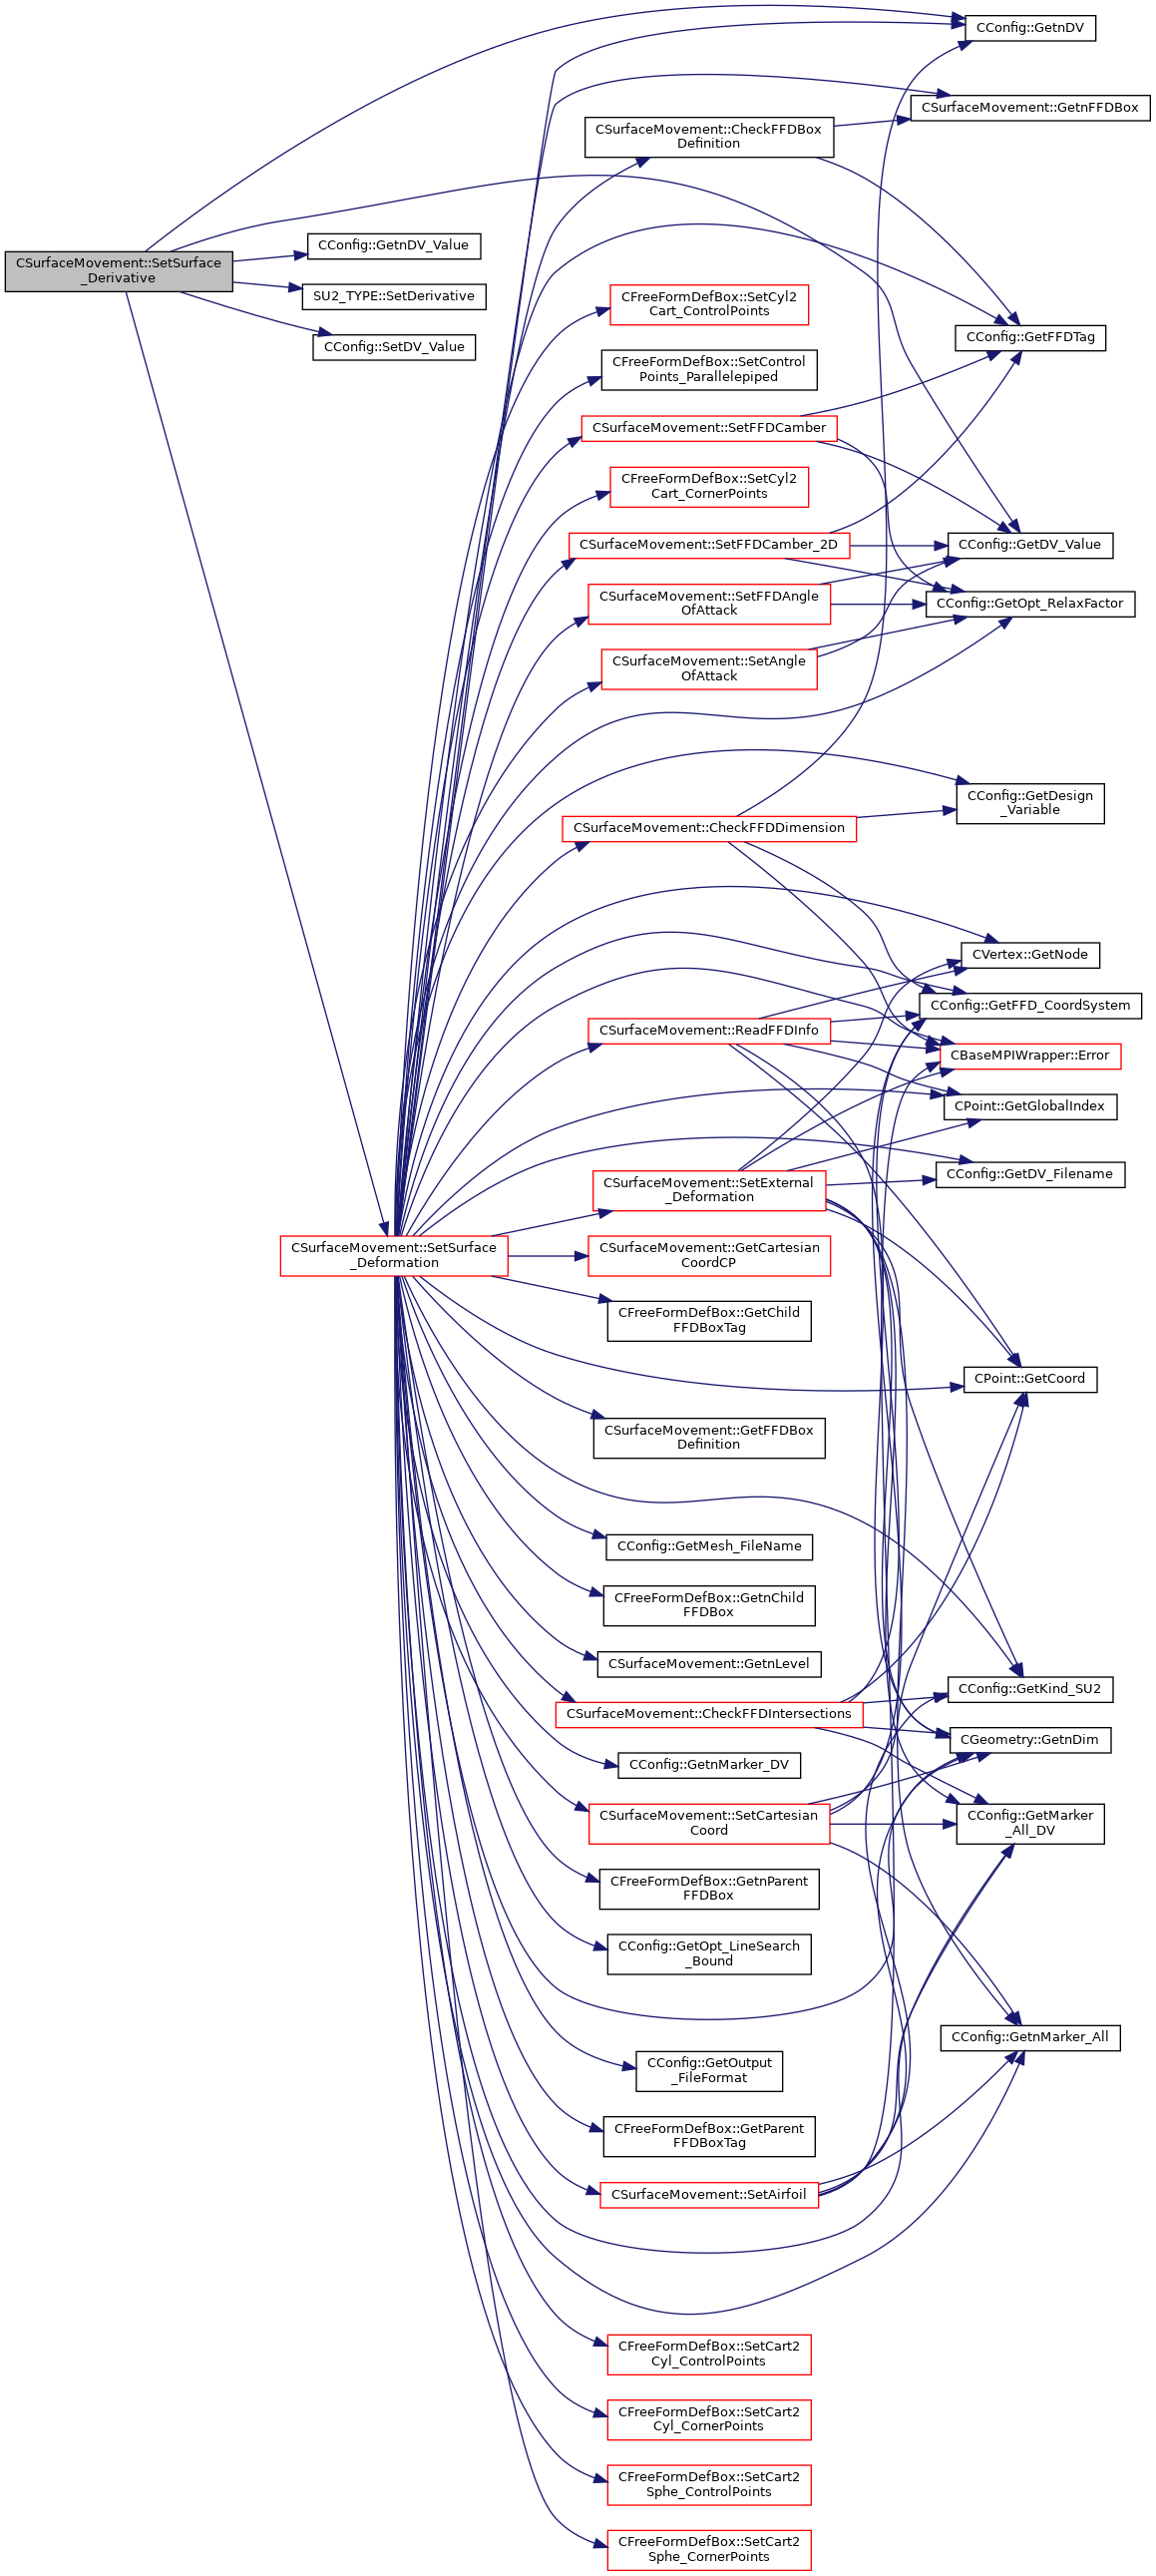 CConfig::GetnDV
CSurfaceMovement::GetnFFDBox
CSurfaceMovement::CheckFFDBox
Definition
CConfig::GetnDV_Value
CSurfaceMovement::SetSurface
_Derivative
SU2_TYPE::SetDerivative
CConfig::SetDV_Value
CFreeFormDefBox::SetCyl2
Cart_ControlPoints
CConfig::GetFFDTag
CFreeFormDefBox::SetControl
Points_Parallelepiped
CSurfaceMovement::SetFFDCamber
CFreeFormDefBox::SetCyl2
Cart_CornerPoints
CSurfaceMovement::SetFFDCamber_2D
CConfig::GetDV_Value
CSurfaceMovement::SetFFDAngle
OfAttack
CConfig::GetOpt_RelaxFactor
CSurfaceMovement::SetAngle
OfAttack
CConfig::GetDesign
_Variable
CSurfaceMovement::CheckFFDDimension
CVertex::GetNode
CConfig::GetFFD_CoordSystem
CSurfaceMovement::ReadFFDInfo
CBaseMPIWrapper::Error
CPoint::GetGlobalIndex
CConfig::GetDV_Filename
CSurfaceMovement::SetExternal
_Deformation
CSurfaceMovement::SetSurface
_Deformation
CSurfaceMovement::GetCartesian
CoordCP
CFreeFormDefBox::GetChild
FFDBoxTag
CPoint::GetCoord
CSurfaceMovement::GetFFDBox
Definition
CConfig::GetMesh_FileName
CFreeFormDefBox::GetnChild
FFDBox
CSurfaceMovement::GetnLevel
CConfig::GetKind_SU2
CSurfaceMovement::CheckFFDIntersections
CGeometry::GetnDim
CConfig::GetnMarker_DV
CSurfaceMovement::SetCartesian
Coord
CConfig::GetMarker
_All_DV
CFreeFormDefBox::GetnParent
FFDBox
CConfig::GetOpt_LineSearch
_Bound
CConfig::GetnMarker_All
CConfig::GetOutput
_FileFormat
CFreeFormDefBox::GetParent
FFDBoxTag
CSurfaceMovement::SetAirfoil
CFreeFormDefBox::SetCart2
Cyl_ControlPoints
CFreeFormDefBox::SetCart2
Cyl_CornerPoints
CFreeFormDefBox::SetCart2
Sphe_ControlPoints
CFreeFormDefBox::SetCart2
Sphe_CornerPoints